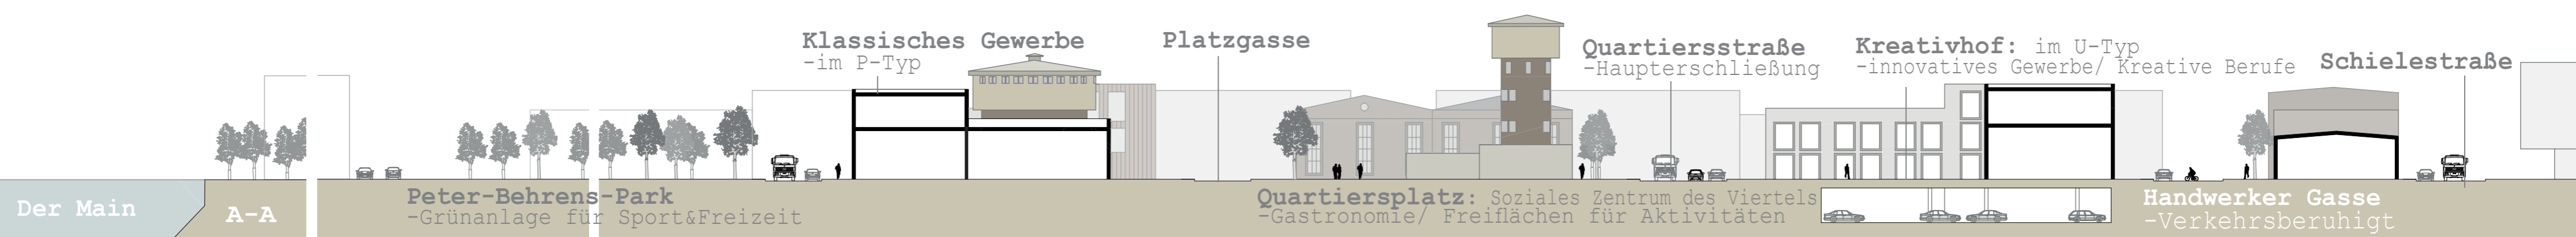 Klassisches Gewerbe
-im P-Typ
Platzgasse
Quartiersstraße
-Haupterschließung
Kreativhof: im U-Typ
-innovatives Gewerbe/ Kreative Berufe
Schielestraße
Der Main
A-A
Peter-Behrens-Park
-Grünanlage für Sport&Freizeit
Quartiersplatz: Soziales Zentrum des Viertels
-Gastronomie/ Freiflächen für Aktivitäten
Handwerker Gasse
-Verkehrsberuhigt